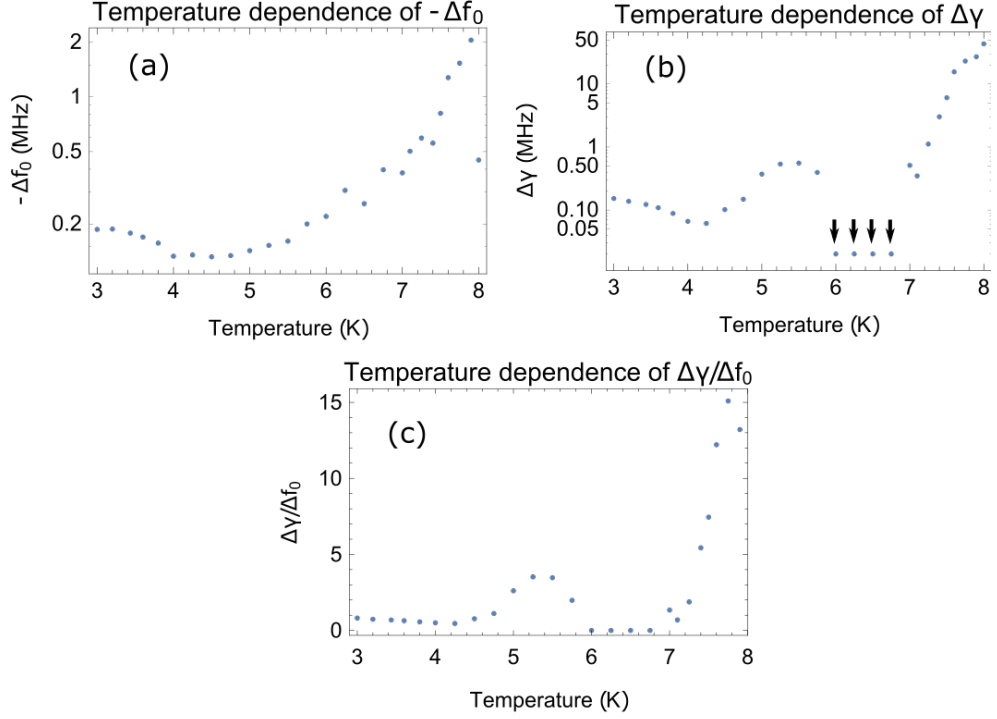 Temperature dependence of - Δf₀
(a)
2
1
0.5
0.2
-Δf₀ (MHz)
3 4 5 6 7 8
Temperature (K)
Temperature dependence of Δγ
(b)
50
10
5
1
0.50
0.10
0.05
Δγ (MHz)
3 4 5 6 7 8
Temperature (K)
Temperature dependence of Δγ/Δf₀
(c)
15
10
5
0
Δγ/Δf₀
3 4 5 6 7 8
Temperature (K)